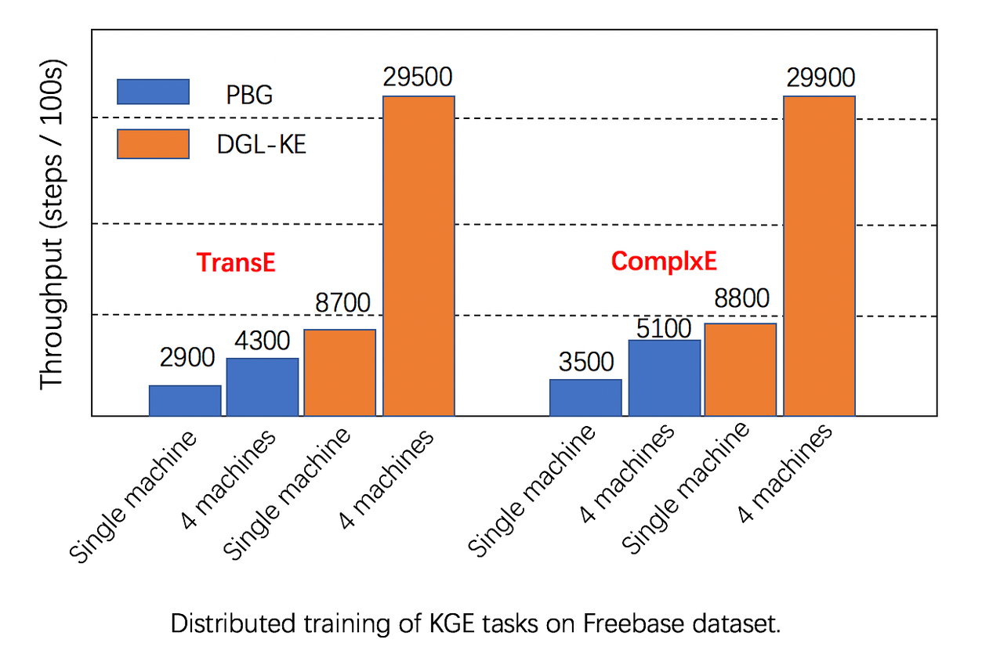 Throughput (steps / 100s)
PBG
DGL-KE
TransE
2900
4300
8700
29500
ComplxE
3500
5100
8800
29900
Single machine
4 machines
Single machine
4 machines
Single machine
4 machines
Single machine
4 machines
Distributed training of KGE tasks on Freebase dataset.